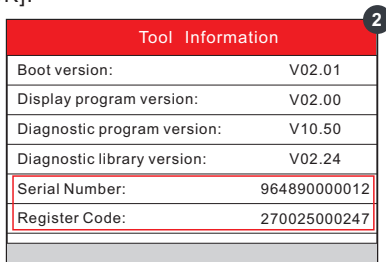 2
Tool Information
Boot version: V02.01
Display program version: V02.00
Diagnostic program version: V10.50
Diagnostic library version: V02.24
Serial Number: 964890000012
Register Code: 270025000247